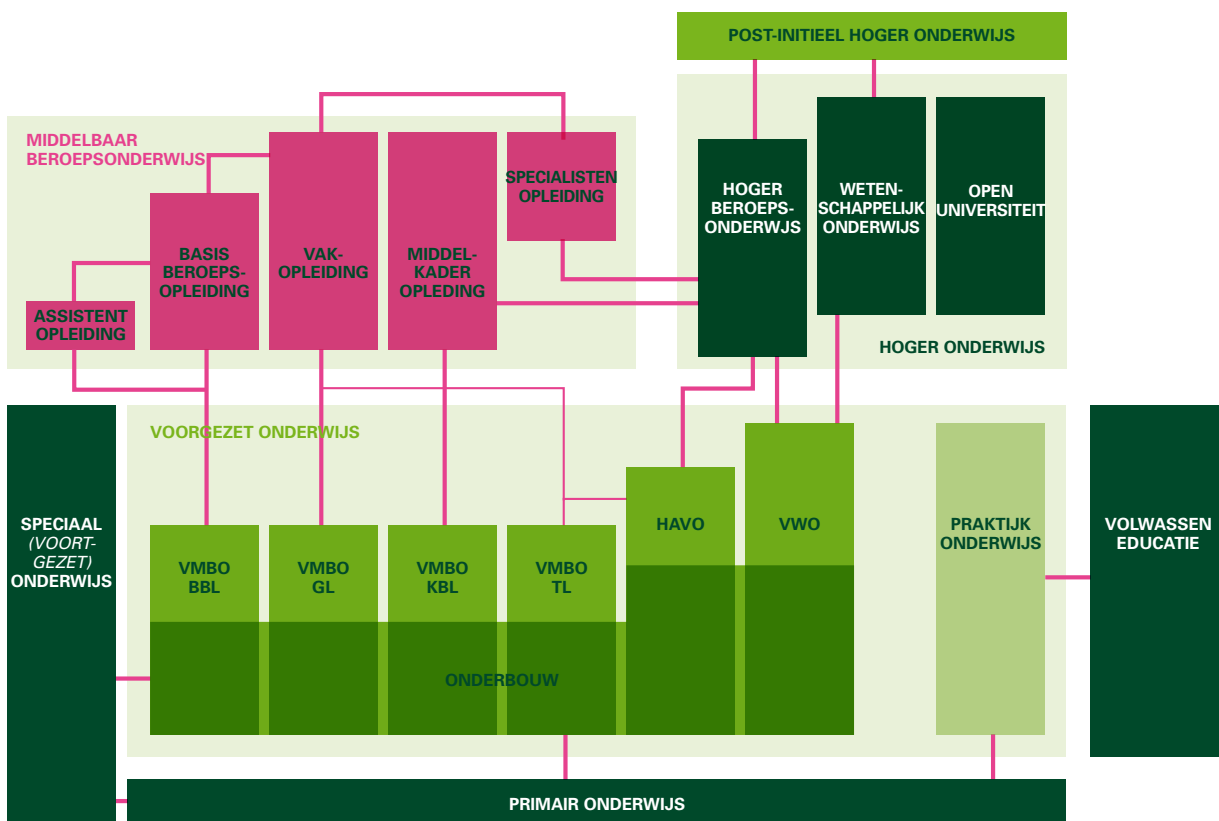 POST-INITIEEL HOGER ONDERWIJS
MIDDELBAAR
BEROEPSONDERWIJS
SPECIALISTEN
OPLEIDING
HOGER
BEROEPS-
ONDERWJS
WETEN-
SCHAPPELIJK
ONDERWIJS
OPEN
UNIVERSITEIT
BASIS
BEROEPS-
OPLEIDING
VAK-
OPLEIDING
MIDDEL-
KADER
OPLEDING
ASSISTENT
OPLEIDING
HOGER ONDERWIJS
VOORGEZET ONDERWIJS
SPECIAAL
(VOORT-
GEZET)
ONDERWIJS
HAVO
VWO
PRAKTIJK
ONDERWIJS
VOLWASSEN
EDUCATIE
VMBO
BBL
VMBO
GL
VMBO
KBL
VMBO
TL
ONDERBOUW
PRIMAIR ONDERWIJS